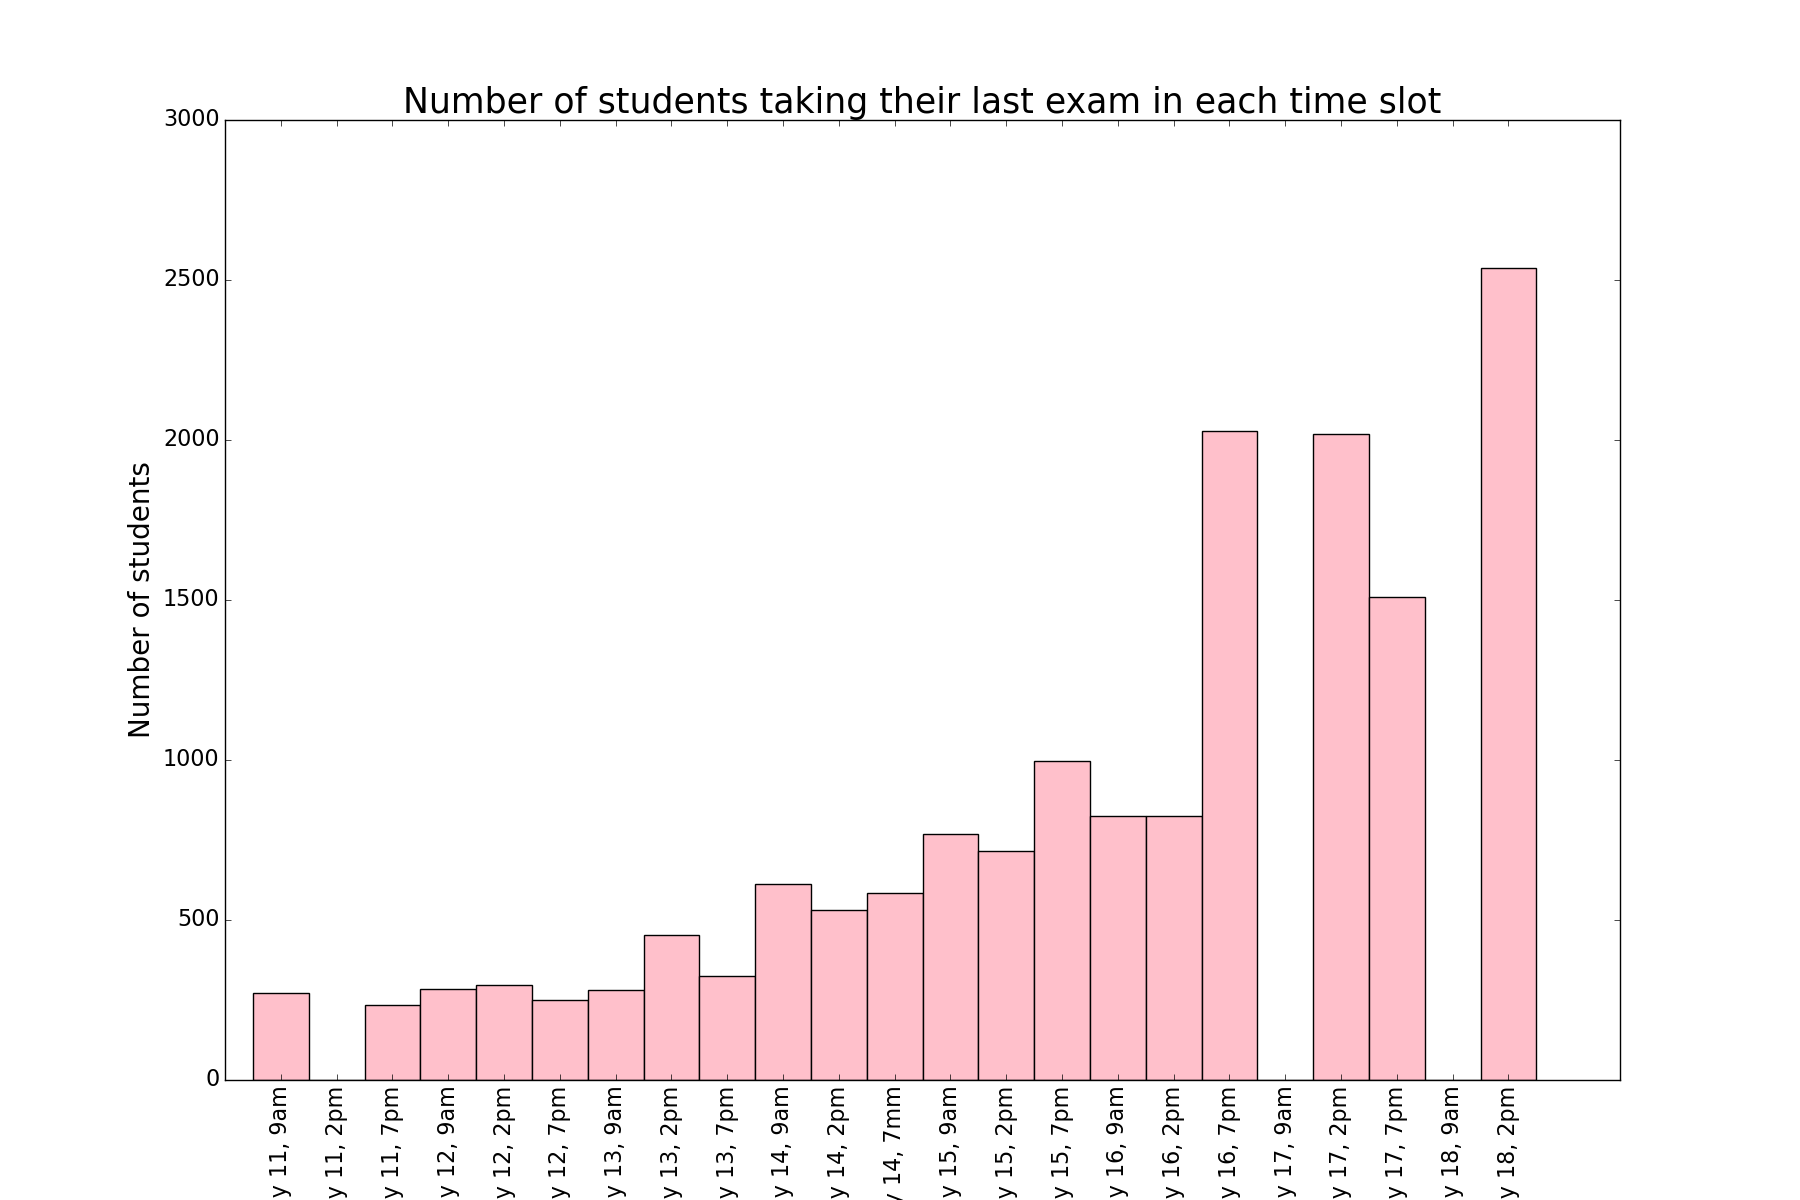 Number of students taking their last exam in each time slot
Number of students
3000
2500
2000
1500
1000
500
0
y 11, 9am
y 11, 2pm
y 11, 7pm
y 12, 9am
y 12, 2pm
y 12, 7pm
y 13, 9am
y 13, 2pm
y 13, 7pm
y 14, 9am
y 14, 2pm
y 14, 7mm
y 15, 9am
y 15, 2pm
y 15, 7pm
y 16, 9am
y 16, 2pm
y 16, 7pm
y 17, 9am
y 17, 2pm
y 17, 7pm
y 18, 9am
y 18, 2pm